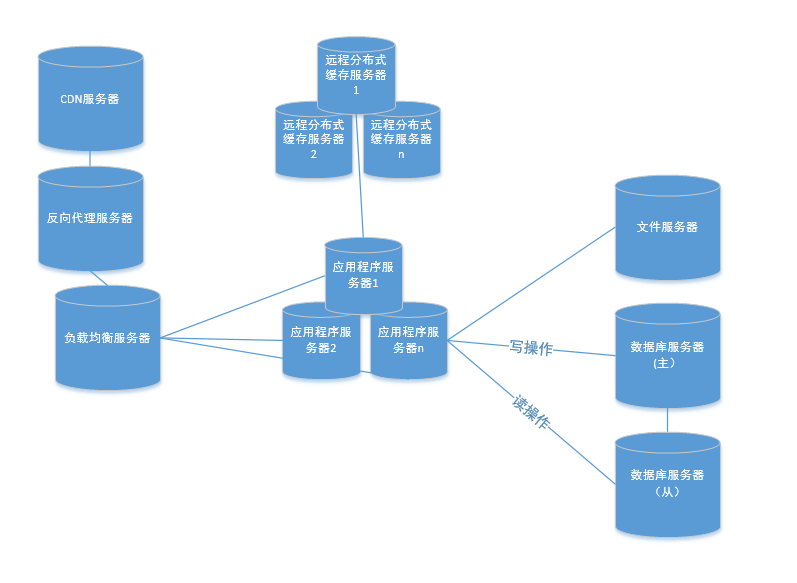 CDN服务器
反向代理服务器
负载均衡服务器
远程分布式
缓存服务器
1
远程分布式
缓存服务器
2
远程分布式
缓存服务器
n
应用程序服
务器1
应用程序服
务器2
应用程序服
务器n
写操作
读操作
文件服务器
数据库服务器
(主）
数据库服务器
（从）